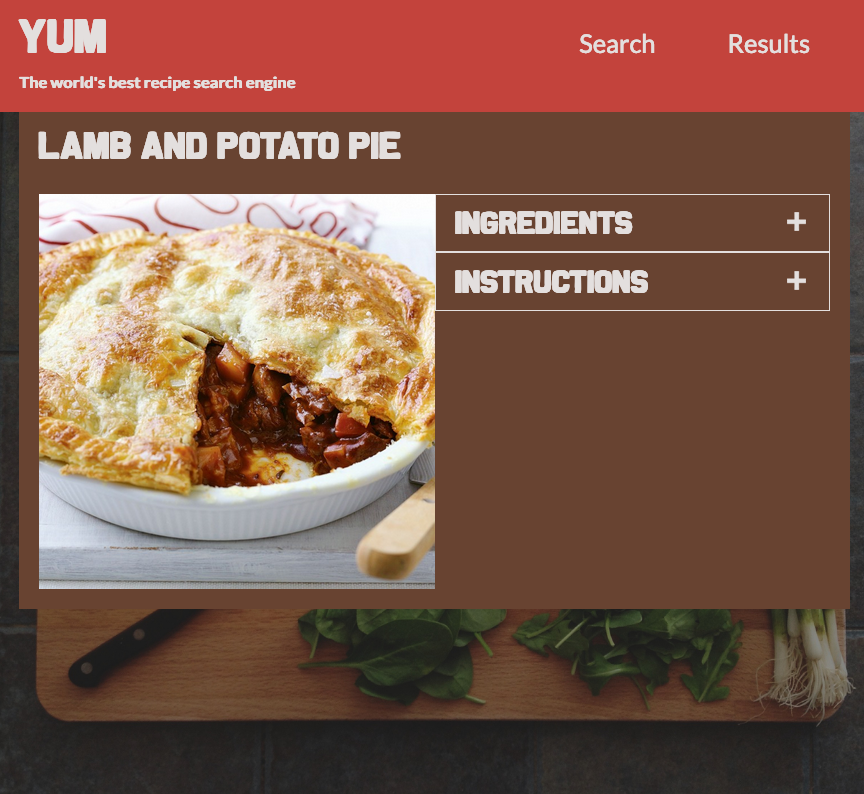 YUM
The world's best recipe search engine
Search
Results
LAMB AND POTATO PIE
INGREDIENTS +
INSTRUCTIONS +